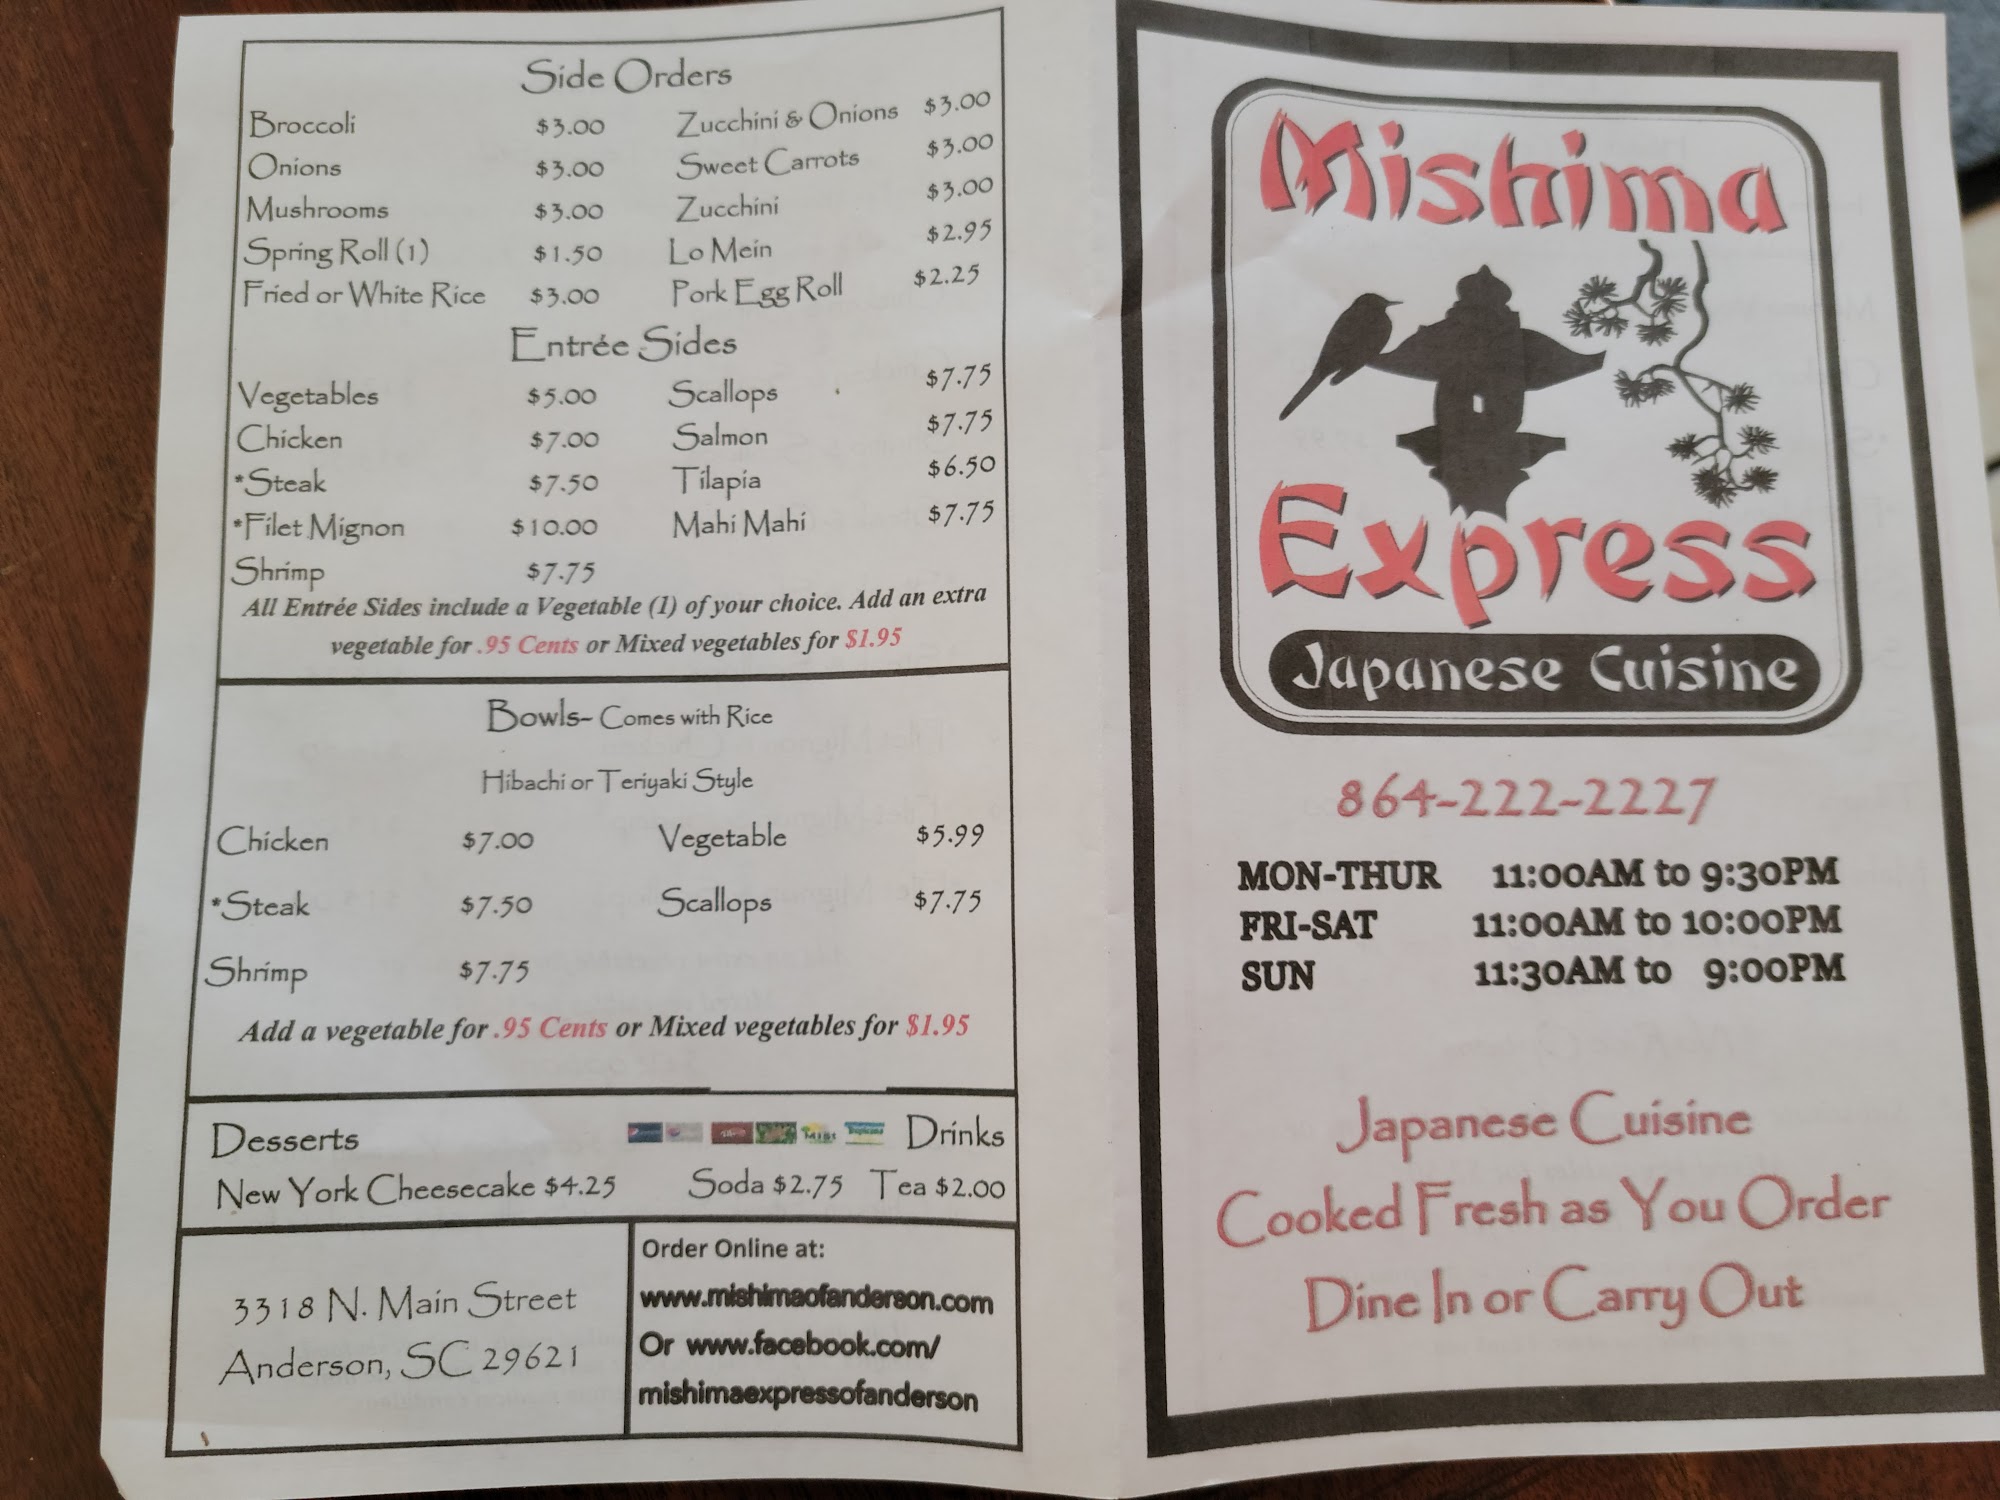 Side Orders
Broccoli $3.00 Zucchini & Onions $3.00
Onions $3.00 Sweet Carrots $3.00
Mushrooms $3.00 Zucchini $3.00
Spring Roll (1) $1.50 Lo Mein $2.95
Fried or White Rice $3.00 Pork Egg Roll $2.25
Entrée Sides
Vegetables $5.00 Scallops $7.75
Chicken $7.00 Salmon $7.75
*Steak $7.50 Tilapia $6.50
*Filet Mignon $10.00 Mahi Mahi $7.75
Shrimp $7.75
All Entrée Sides include a Vegetable (1) of your choice. Add an extra
vegetable for .95 Cents or Mixed vegetables for $1.95
Bowls- Comes with Rice
Hibachi or Teriyaki Style
Chicken $7.00 Vegetable $5.99
*Steak $7.50 Scallops $7.75
Shrimp $7.75
Add a vegetable for .95 Cents or Mixed vegetables for $1.95
Desserts Drinks
New York Cheesecake $4.25 Soda $2.75 Tea $2.00
3318 N. Main Street
Anderson, SC 29621
Order Online at:
www.mishimaofanderson.com
Or www.facebook.com/
mishimaexpressofanderson
Mishima
Express
Japanese Cuisine
864-222-2227
MON-THUR 11:00AM to 9:30PM
FRI-SAT 11:00AM to 10:00PM
SUN 11:30AM to 9:00PM
Japanese Cuisine
Cooked Fresh as You Order
Dine In or Carry Out